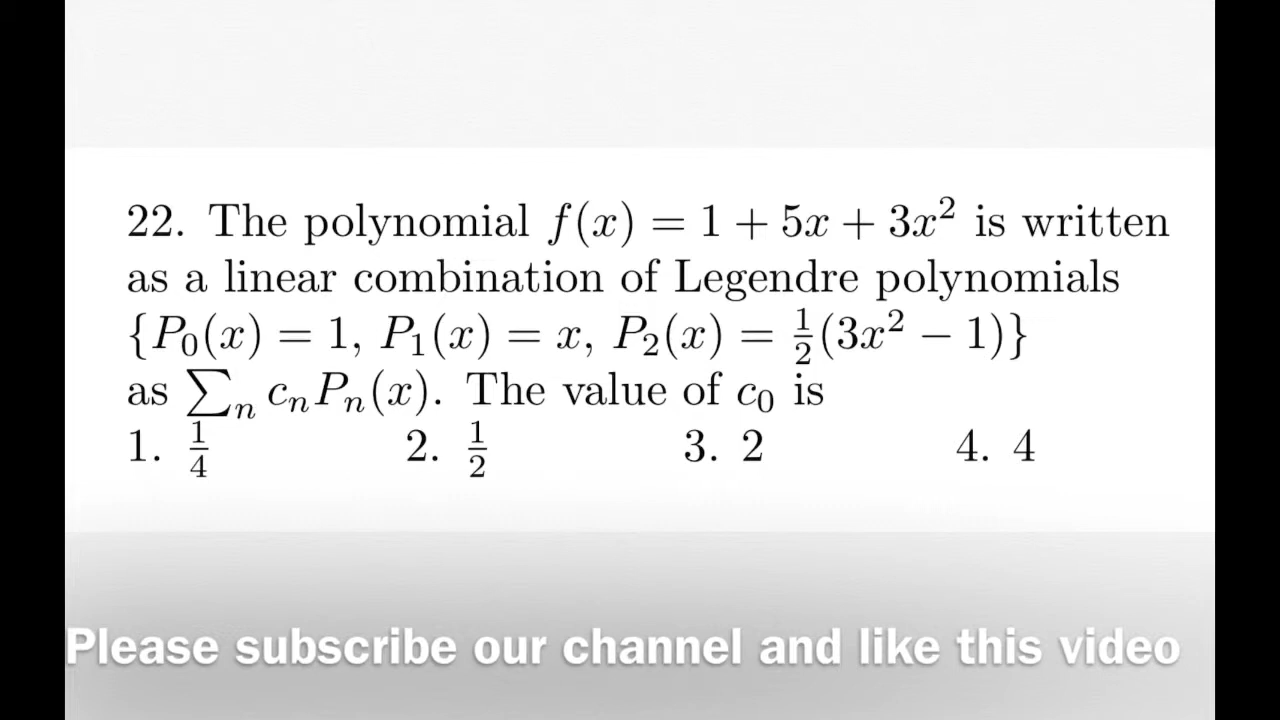 22. The polynomial f(x) = 1 + 5x + 3x² is written
as a linear combination of Legendre polynomials
{P₀(x) = 1, P₁(x) = x, P₂(x) = ½(3x² − 1)}
as ∑ₙ cₙPₙ(x). The value of c₀ is
1. ¼ 2. ½ 3. 2 4. 4
Please subscribe our channel and like this video